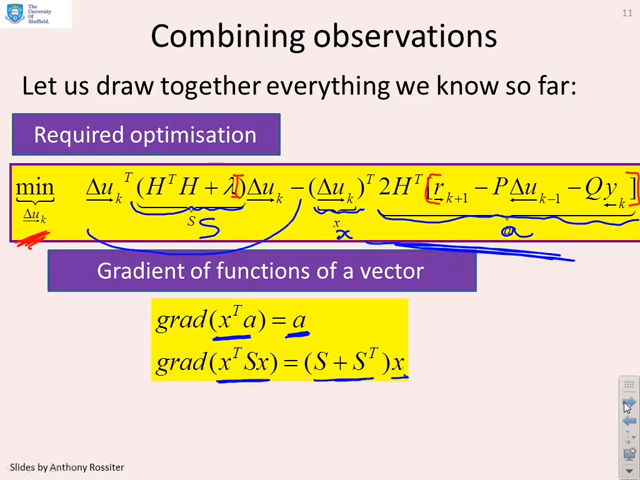 The
University
Of
Sheffield.
11
Combining observations
Let us draw together everything we know so far:
Required optimisation
min Δu_k Δu_k^T (H^T H + λI) Δu_k − (Δu_k)^T 2H^T [r_{k+1} − PΔu_{k−1} − Qy_k]
S x a
S x a
Gradient of functions of a vector
grad(x^T a) = a
grad(x^T Sx) = (S + S^T)x
Slides by Anthony Rossiter